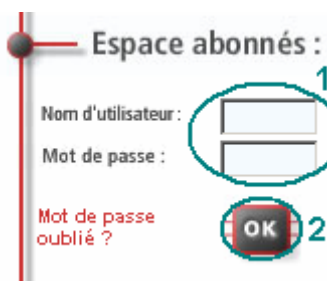 Espace abonnés :
1
Nom d'utilisateur :
Mot de passe :
Mot de passe
oublié ?
OK 2